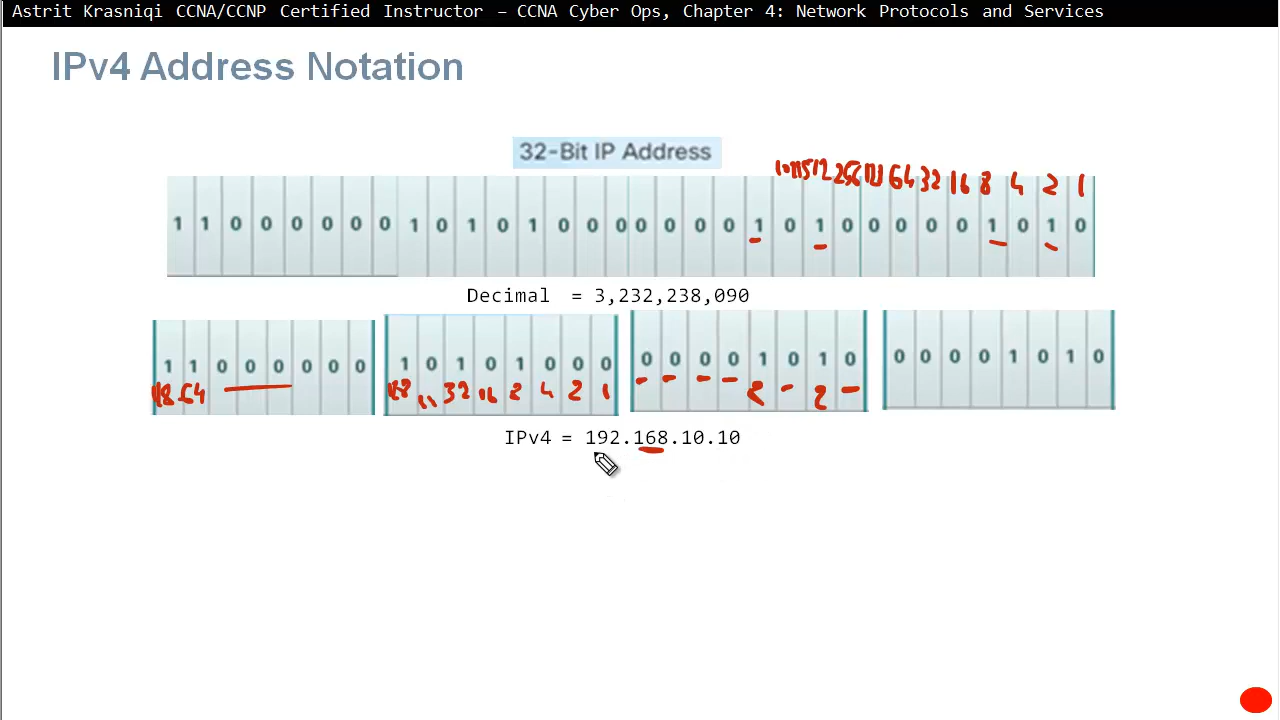 Astrit Krasniqi CCNA/CCNP Certified Instructor – CCNA Cyber Ops, Chapter 4: Network Protocols and Services
IPv4 Address Notation
32-Bit IP Address
512 256 64 32 16 8 4 2 1
1 1 0 0 0 0 0 0 1 0 1 0 1 0 0 0 0 0 0 0 1 0 1 0 0 0 0 0 1 0 1 0
Decimal = 3,232,238,090
1 1 0 0 0 0 0 0 1 0 1 0 1 0 0 0 0 0 0 0 1 0 1 0 0 0 0 0 1 0 1 0
64 32 16 4 2 1 2
IPv4 = 192.168.10.10